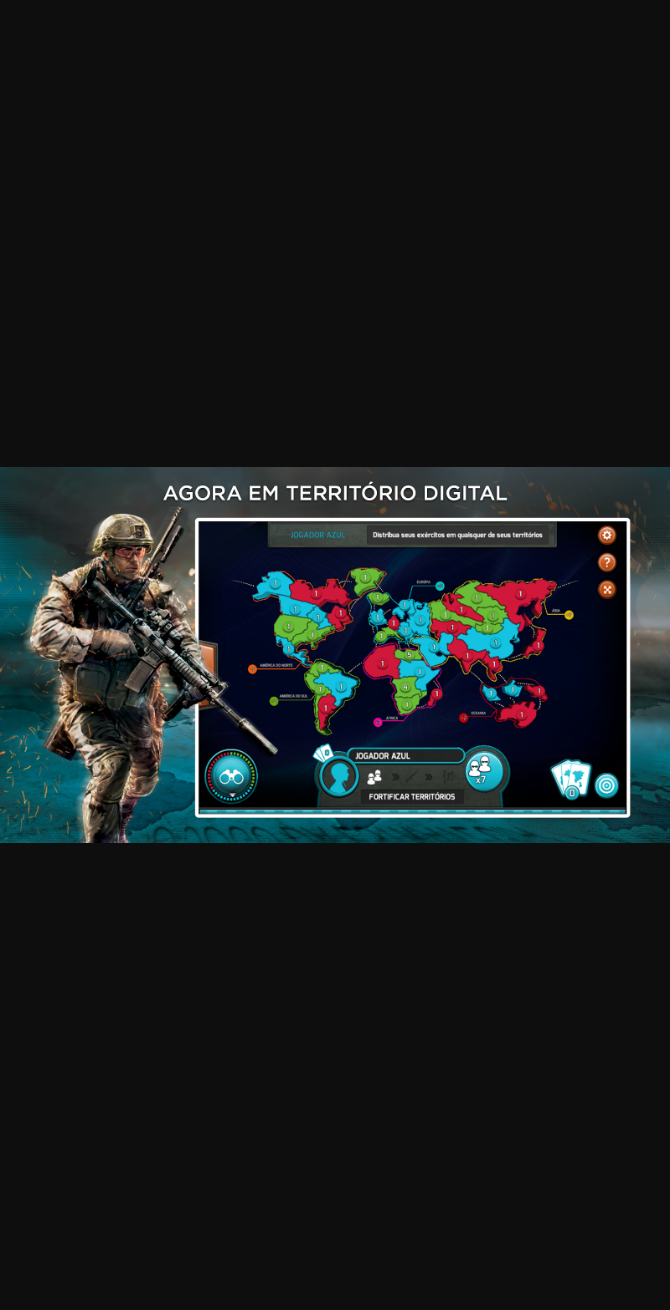 AGORA EM TERRITÓRIO DIGITAL
JOGADOR AZUL
Distribua seus exércitos em quaisquer de seus territórios
EUROPA
ÁSIA
AMÉRICA DO NORTE
AMÉRICA DO SUL
ÁFRICA
OCEANIA
JOGADOR AZUL
x7
FORTIFICAR TERRITÓRIOS